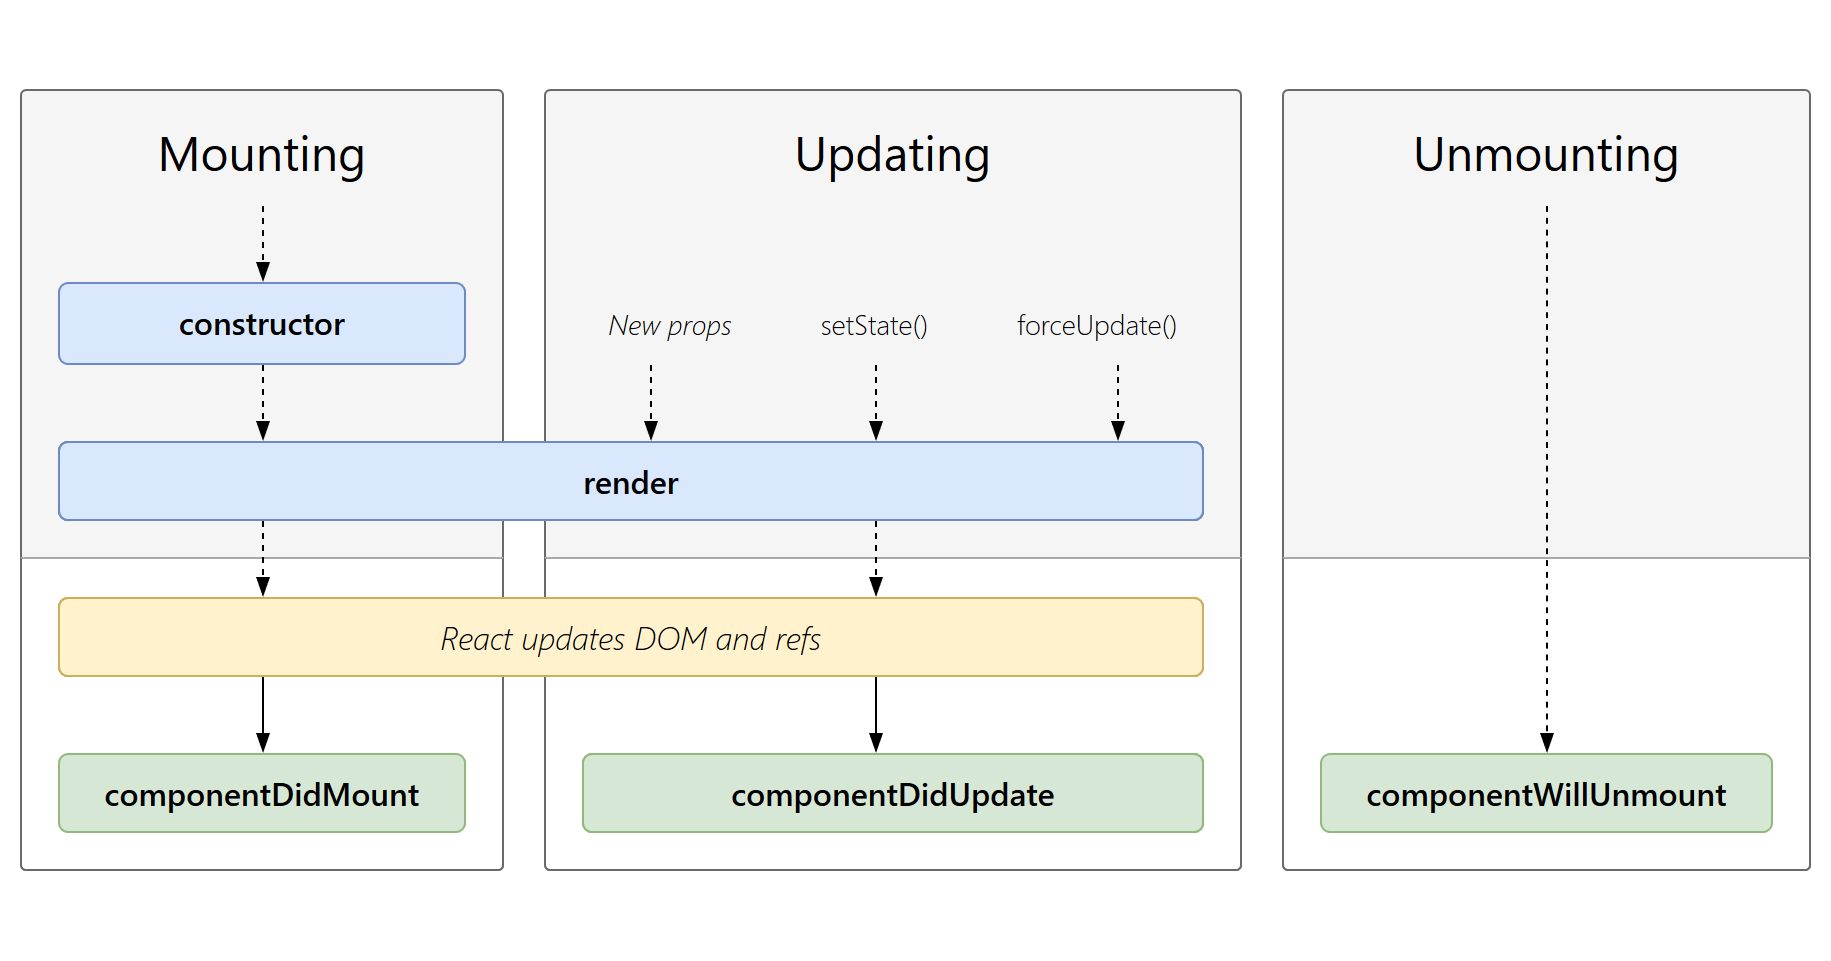 Mounting
Updating
Unmounting
constructor
New props
setState()
forceUpdate()
render
React updates DOM and refs
componentDidMount
componentDidUpdate
componentWillUnmount